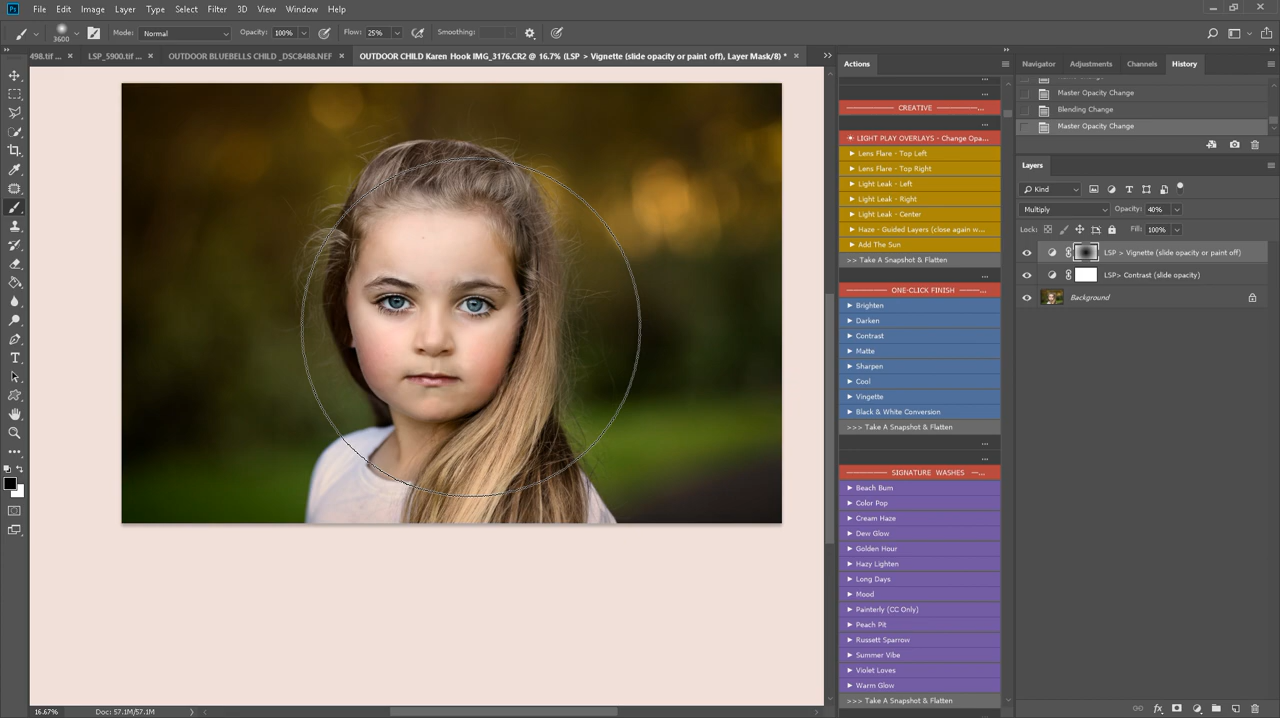 Ps File Edit Image Layer Type Select Filter 3D View Window Help
3600 Mode: Normal Opacity: 100% Flow: 25% Smoothing:
498.tif ... × LSP_5900.tif ... × OUTDOOR BLUEBELLS CHILD _DSC8488.NEF × OUTDOOR CHILD Karen Hook IMG_3176.CR2 @ 16.7% (LSP > Vignette (slide opacity or paint off), Layer Mask/8) * ×
Actions
...
CREATIVE ...
...
LIGHT PLAY OVERLAYS - Change Opa...
Lens Flare - Top Left
Lens Flare - Top Right
Light Leak - Left
Light Leak - Right
Light Leak - Center
Haze - Guided Layers (close again w...
Add The Sun
>> Take A Snapshot & Flatten
...
ONE-CLICK FINISH ...
Brighten
Darken
Contrast
Matte
Sharpen
Cool
Vingette
Black & White Conversion
>>> Take A Snapshot & Flatten
...
...
SIGNATURE WASHES ...
Beach Bum
Color Pop
Cream Haze
Dew Glow
Golden Hour
Hazy Lighten
Long Days
Mood
Painterly (CC Only)
Peach Pit
Russett Sparrow
Summer Vibe
Violet Loves
Warm Glow
>>> Take A Snapshot & Flatten
Navigator Adjustments Channels History
Master Opacity Change
Blending Change
Master Opacity Change
Layers
Kind
Multiply Opacity: 40%
Lock: Fill: 100%
LSP > Vignette (slide opacity or paint off)
LSP> Contrast (slide opacity)
Background
16.67% Doc: 57.1M/57.1M